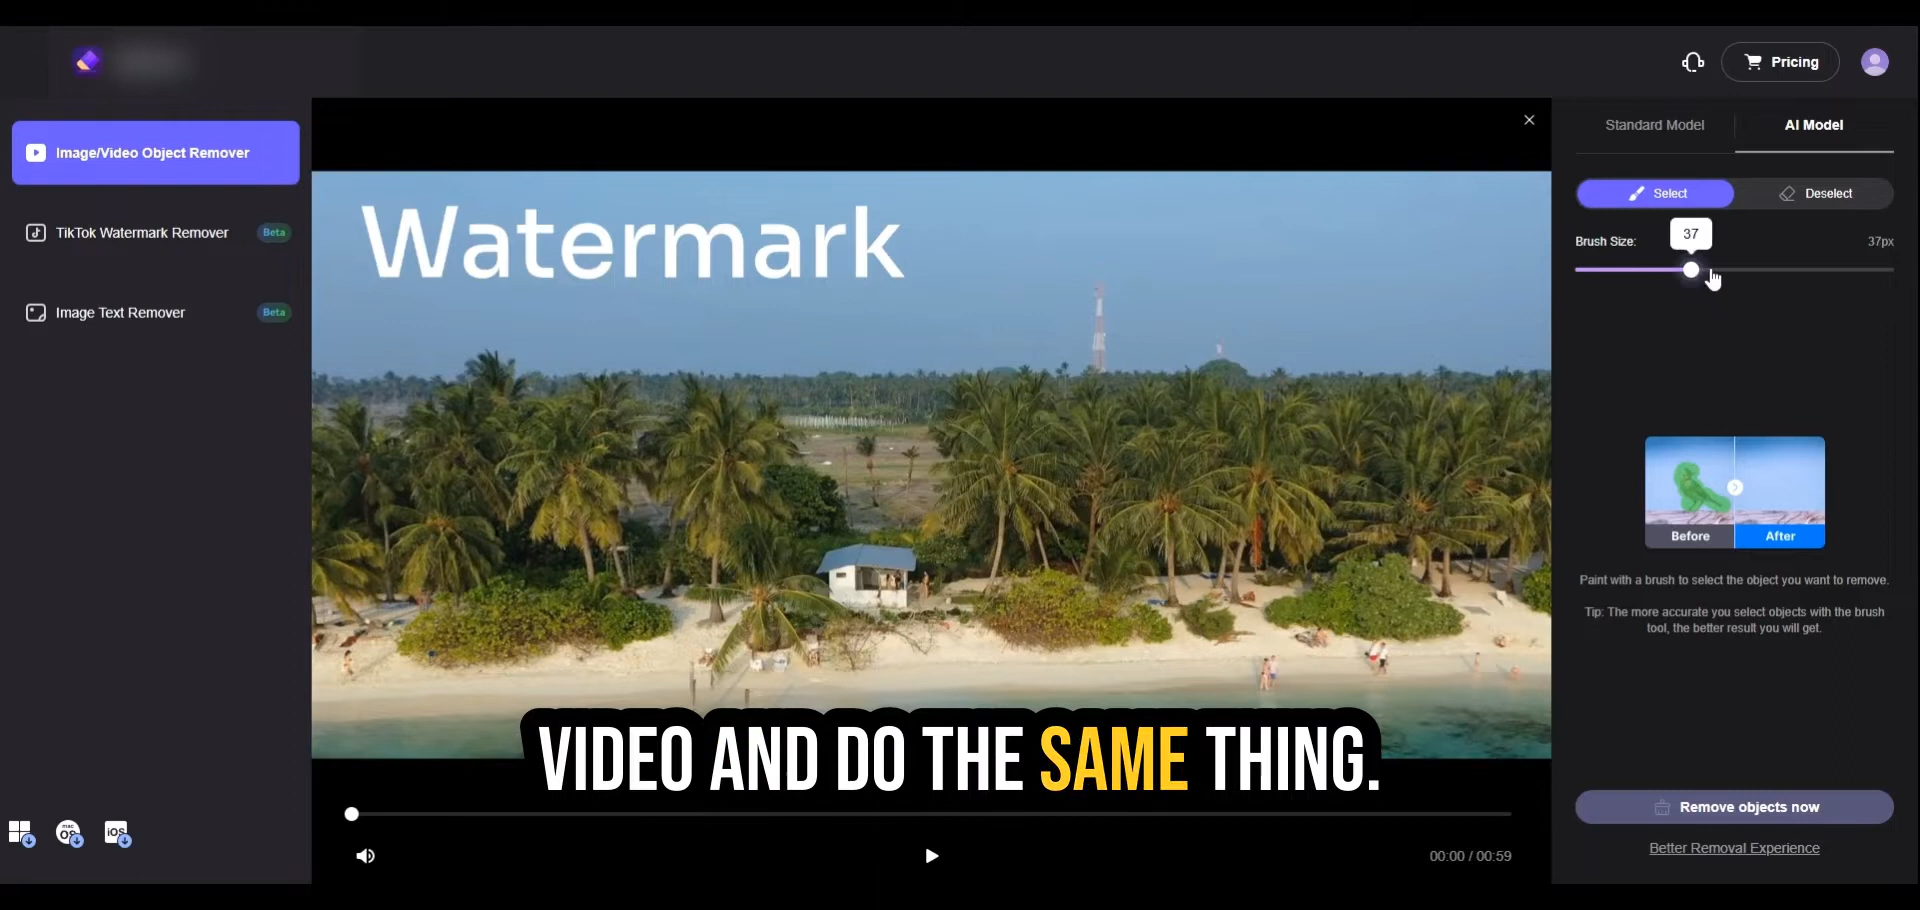 Pricing
Image/Video Object Remover
TikTok Watermark Remover Beta
Image Text Remover Beta
Watermark
Standard Model AI Model
Select Deselect
37
Brush Size: 37px
Before After
Paint with a brush to select the object you want to remove.
Tip: The more accurate you select objects with the brush
tool, the better result you will get.
VIDEO AND DO THE SAME THING.
Remove objects now
Better Removal Experience
macOS iOS
00:00 / 00:59